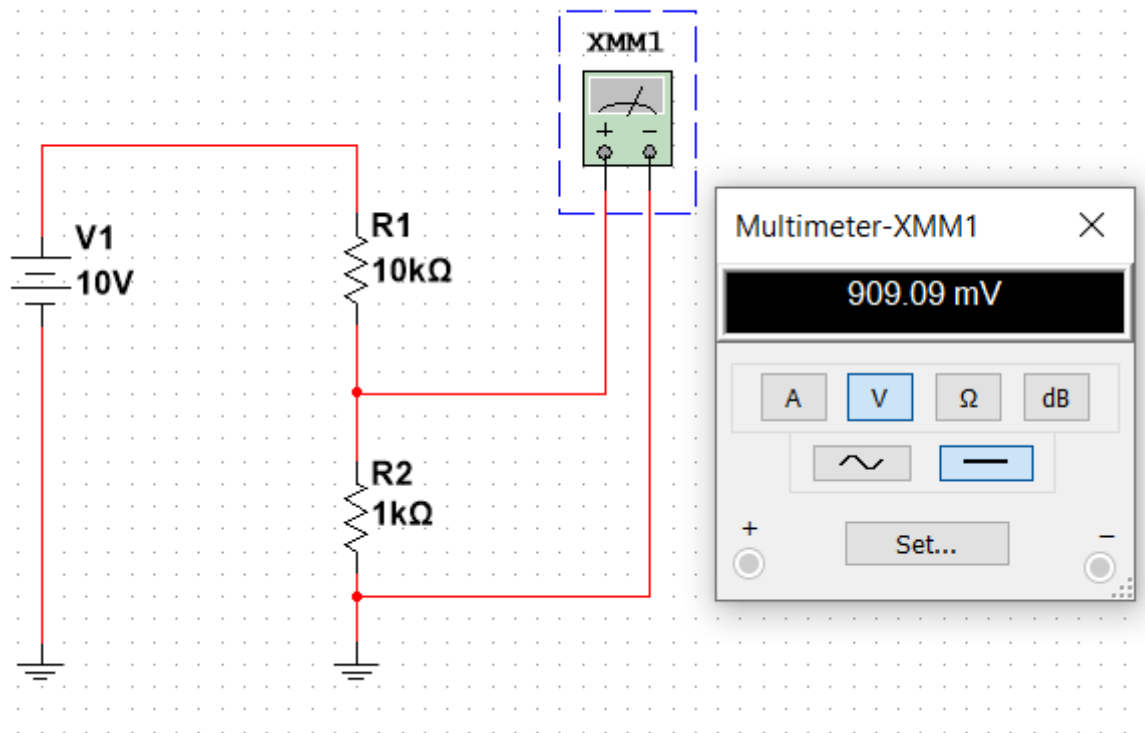 XMM1
+ −
V1
10V
R1
10kΩ
R2
1kΩ
Multimeter-XMM1
909.09 mV
A V Ω dB
+ −
Set...